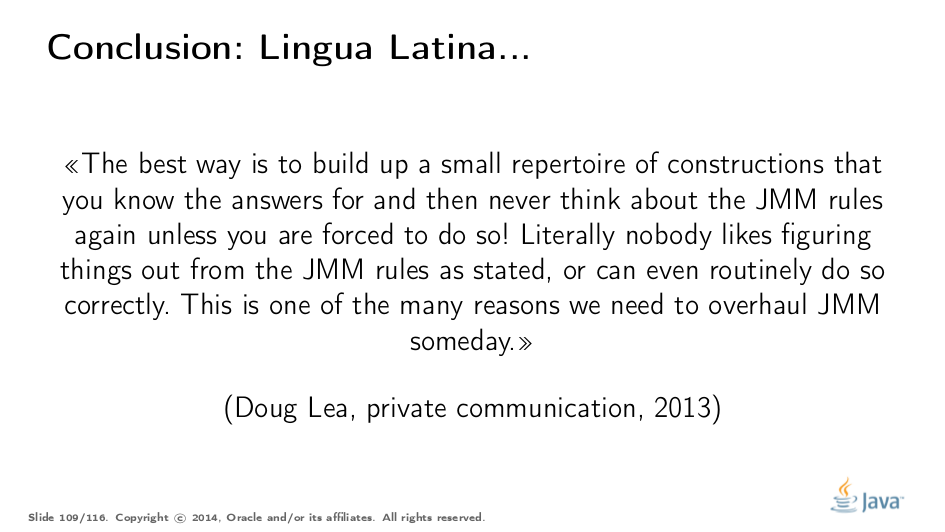 Conclusion: Lingua Latina...
«The best way is to build up a small repertoire of constructions that
you know the answers for and then never think about the JMM rules
again unless you are forced to do so! Literally nobody likes figuring
things out from the JMM rules as stated, or can even routinely do so
correctly. This is one of the many reasons we need to overhaul JMM
someday.»
(Doug Lea, private communication, 2013)
Java™
Slide 109/116. Copyright © 2014, Oracle and/or its affiliates. All rights reserved.